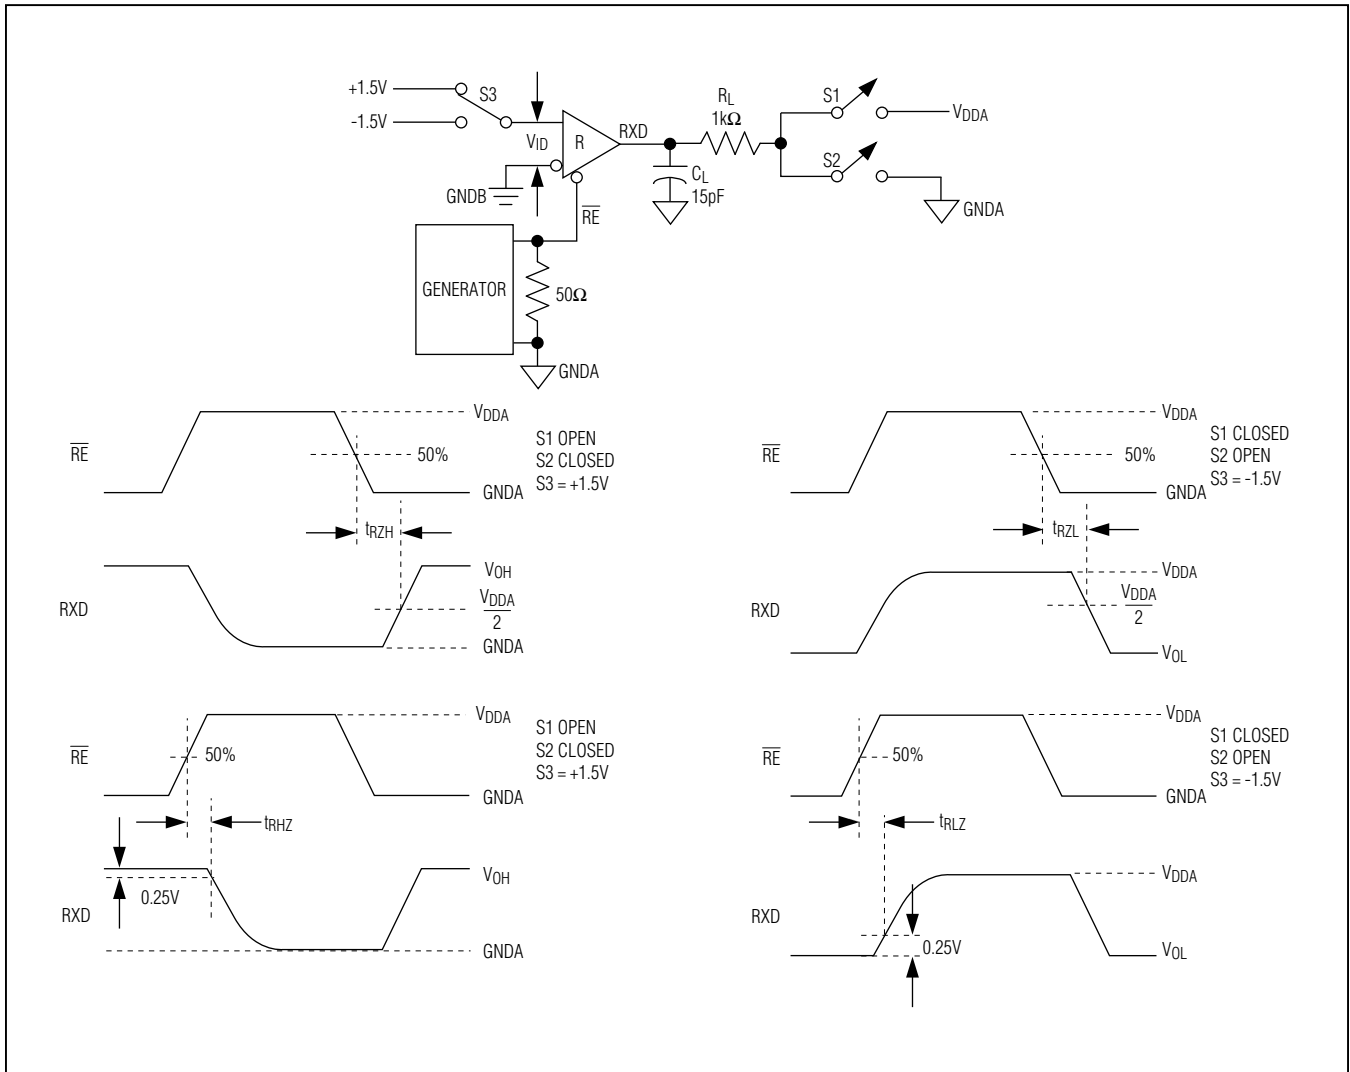 +1.5V
-1.5V
S3
VID
R
RXD
RL
1kΩ
S1
VDDA
S2
GNDA
CL
15pF
GNDB
RE
GENERATOR
50Ω
GNDA
RE
VDDA
50%
GNDA
S1 OPEN
S2 CLOSED
S3 = +1.5V
tRZH
RXD
VOH
VDDA
2
GNDA
RE
VDDA
50%
GNDA
S1 CLOSED
S2 OPEN
S3 = -1.5V
tRZL
RXD
VDDA
VDDA
2
VOL
RE
VDDA
50%
GNDA
S1 OPEN
S2 CLOSED
S3 = +1.5V
tRHZ
RXD
0.25V
VOH
GNDA
RE
VDDA
50%
GNDA
S1 CLOSED
S2 OPEN
S3 = -1.5V
tRLZ
RXD
0.25V
VDDA
VOL